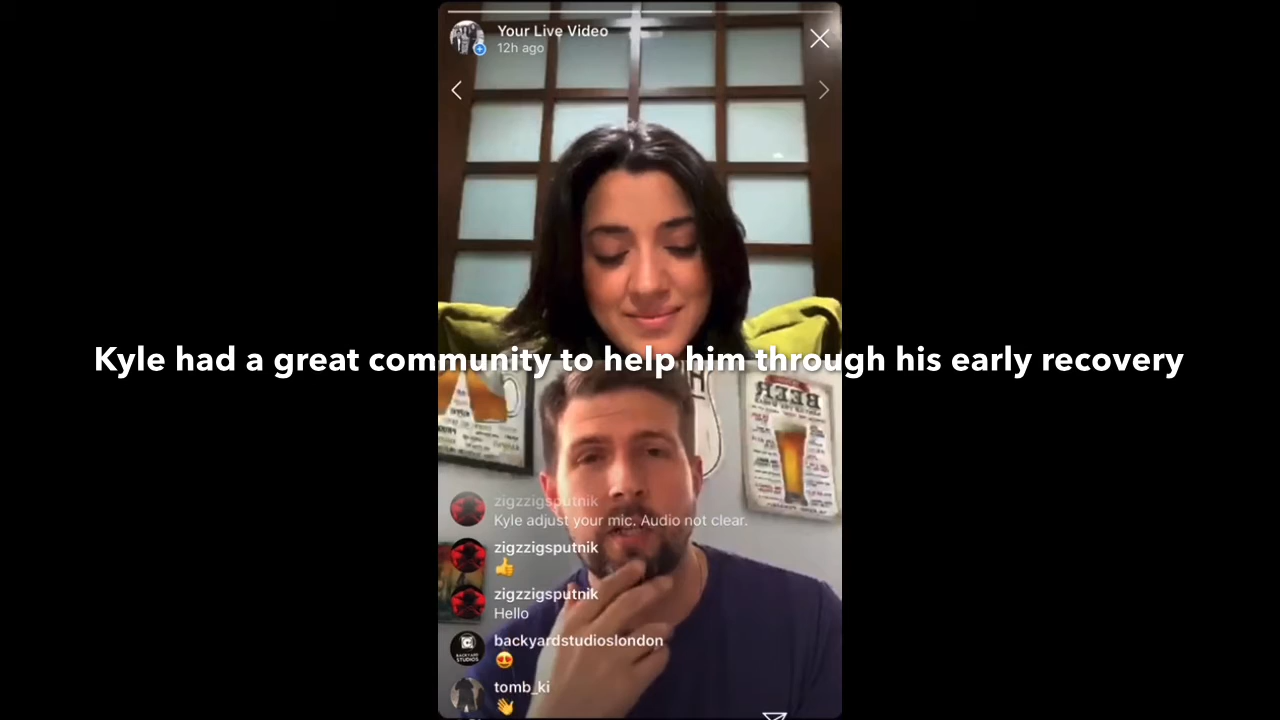 Your Live Video
12h ago
Kyle had a great community to help him through his early recovery
BEER
zigzzigsputnik
Kyle adjust your mic. Audio not clear.
zigzzigsputnik
👍
zigzzigsputnik
Hello
backyardstudioslondon
😍
tomb_ki
👋